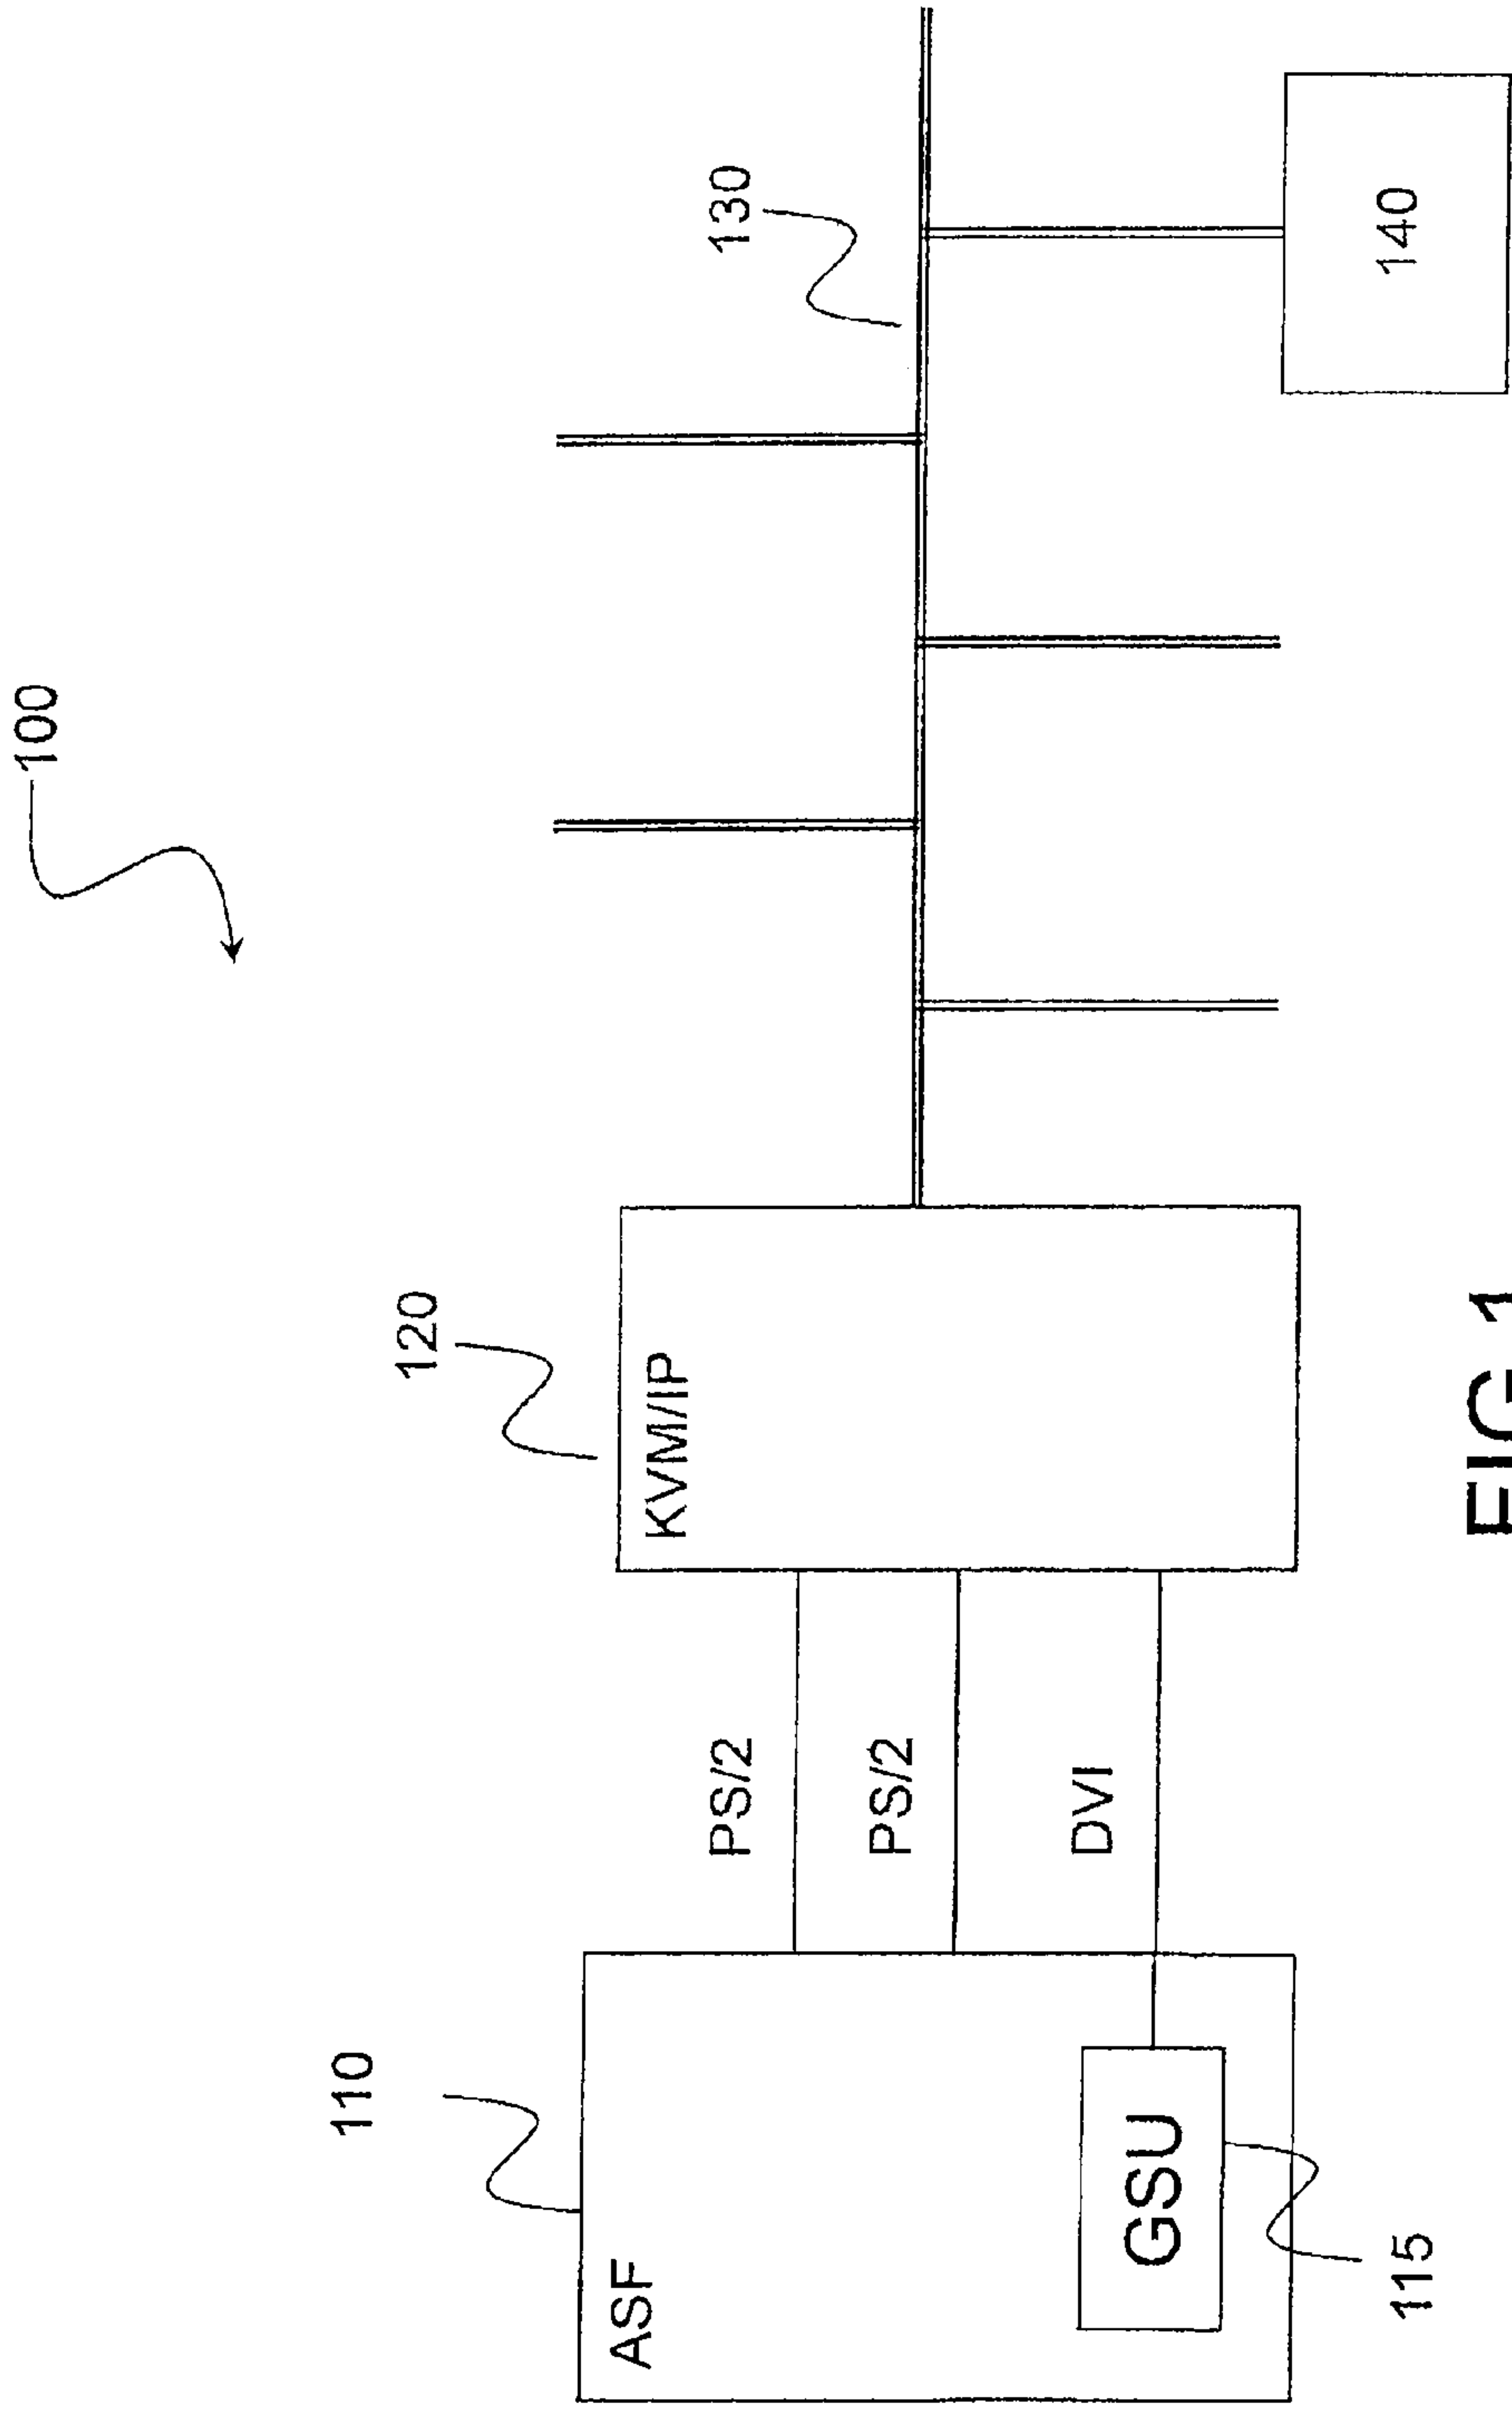 100
110
ASF
GSU
115
PS/2
PS/2
DVI
120
KVM/IP
130
140
FIG 1